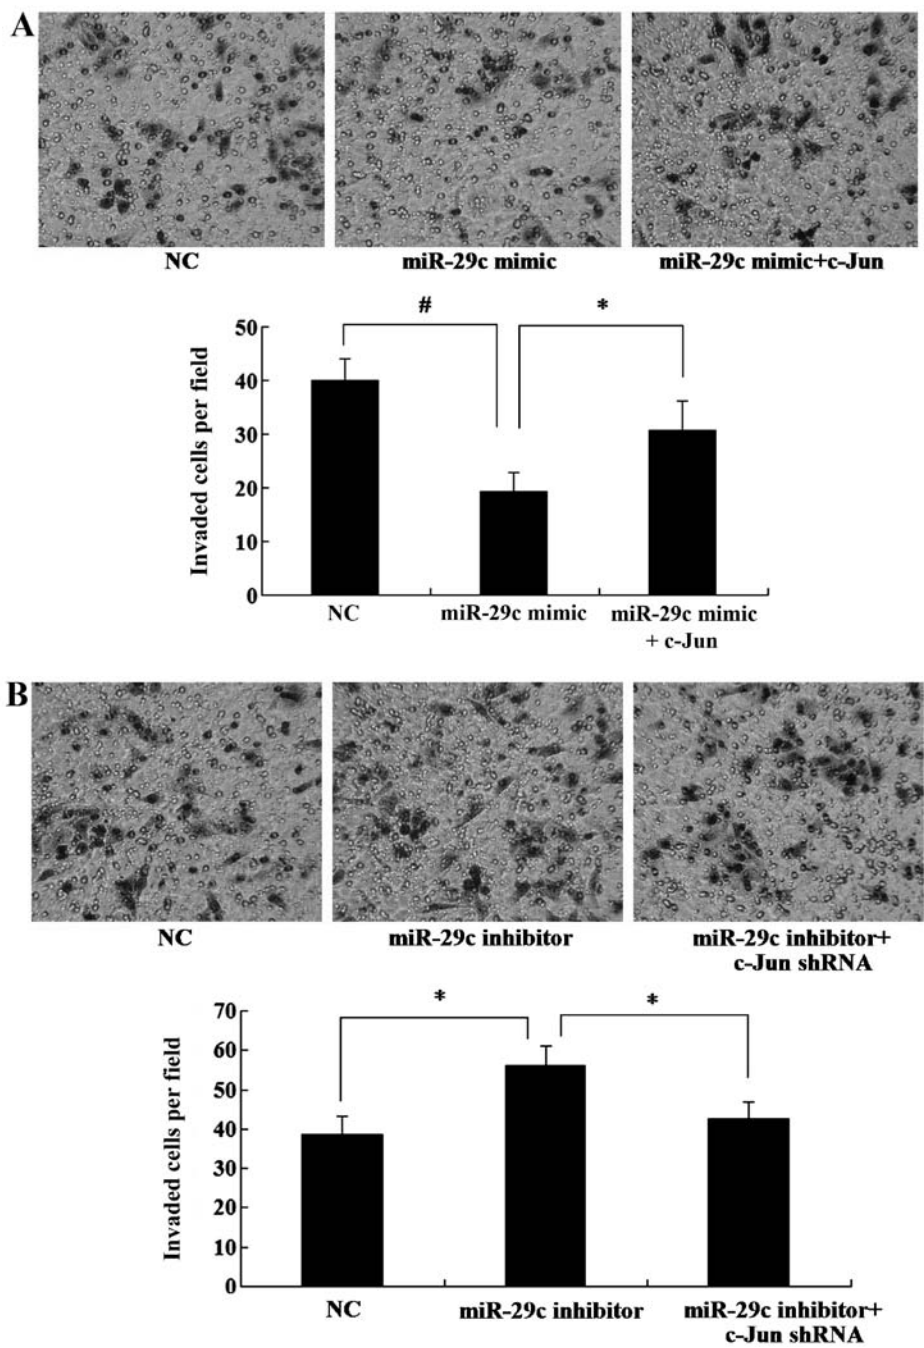 A
NC
miR-29c mimic
miR-29c mimic+c-Jun
#
*
Invaded cells per field
50
40
30
20
10
0
NC
miR-29c mimic
miR-29c mimic
+ c-Jun
B
NC
miR-29c inhibitor
miR-29c inhibitor+
c-Jun shRNA
*
*
Invaded cells per field
70
60
50
40
30
20
10
0
NC
miR-29c inhibitor
miR-29c inhibitor+
c-Jun shRNA